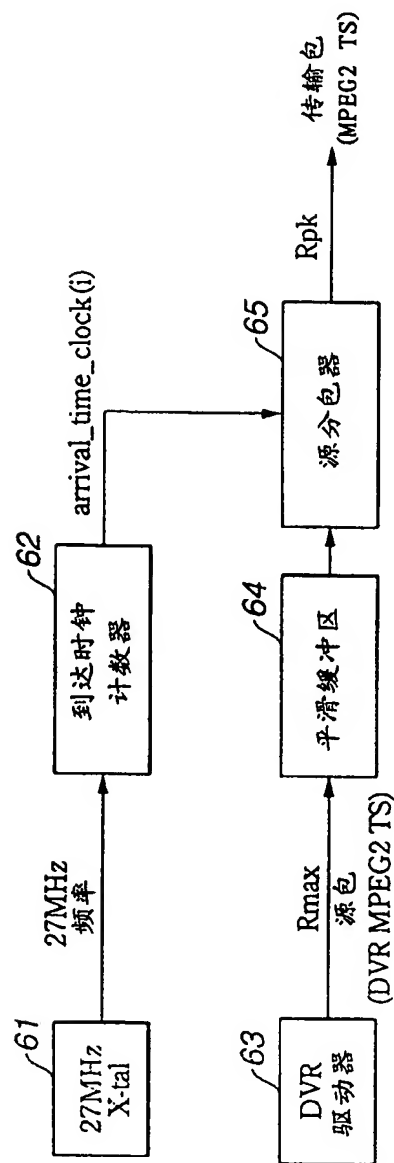 61
27MHz
X-tal
27MHz
频率
62
到达时钟
计数器
arrival_time_clock(i)
63
DVR
驱动器
Rmax
源包
(DVR MPEG2 TS)
64
平滑缓冲区
65
源分包器
Rpk
传输包
(MPEG2 TS)